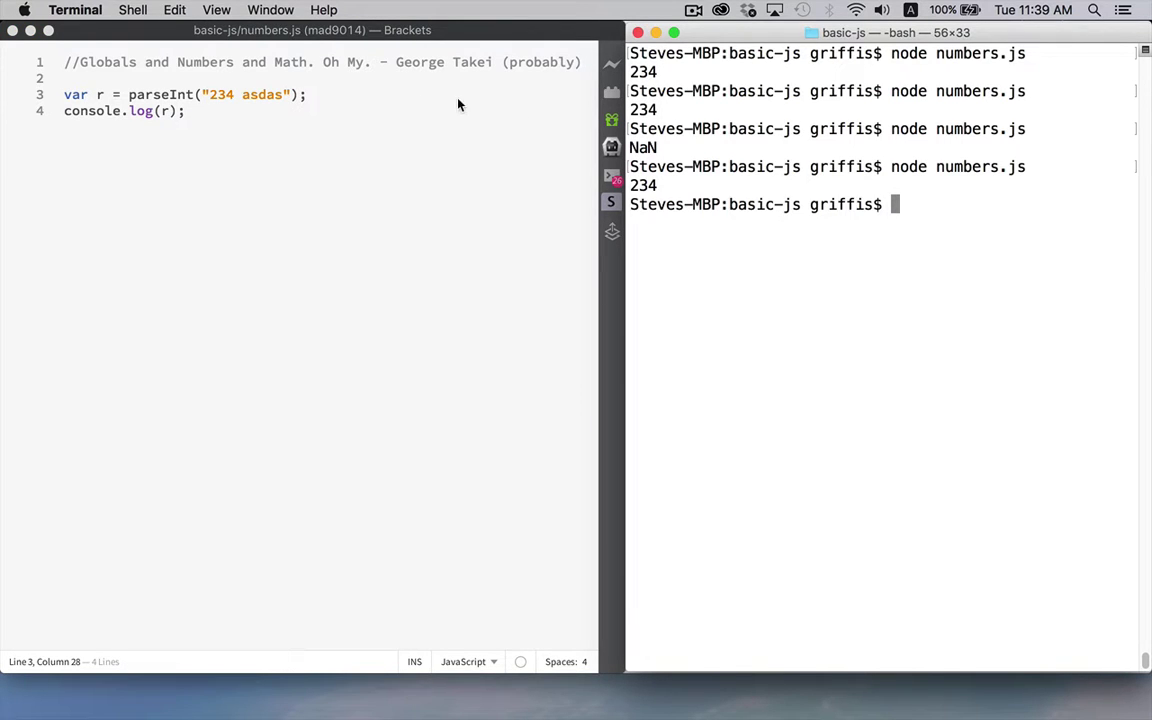 Terminal Shell Edit View Window Help A 100% Tue 11:39 AM
basic-js/numbers.js (mad9014) — Brackets
1 //Globals and Numbers and Math. Oh My. - George Takei (probably)
2
3 var r = parseInt("234 asdas");
4 console.log(r);
26
S
Line 3, Column 28 — 4 Lines
INS JavaScript Spaces: 4
basic-js — -bash — 56×33
[Steves-MBP:basic-js griffis$ node numbers.js ]
234
[Steves-MBP:basic-js griffis$ node numbers.js ]
234
[Steves-MBP:basic-js griffis$ node numbers.js ]
NaN
[Steves-MBP:basic-js griffis$ node numbers.js ]
234
Steves-MBP:basic-js griffis$